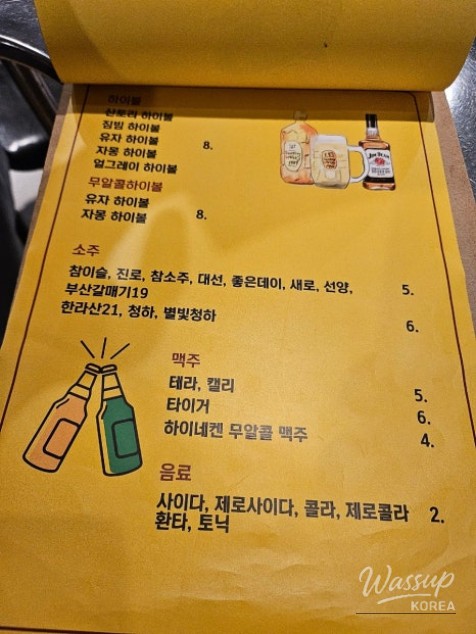 하이볼
산토리 하이볼
짐빔 하이볼
유자 하이볼
자몽 하이볼
얼그레이 하이볼
8.
무알콜하이볼
유자 하이볼
자몽 하이볼
8.
소주
참이슬, 진로, 참소주, 대선, 좋은데이, 새로, 선양, 5.
부산갈매기19
한라산21, 청하, 별빛청하 6.
맥주
테라, 캘리 5.
타이거 6.
하이네켄 무알콜 맥주 4.
음료
사이다, 제로사이다, 콜라, 제로콜라 2.
환타, 토닉
JIM BEAM
Wassup
KOREA